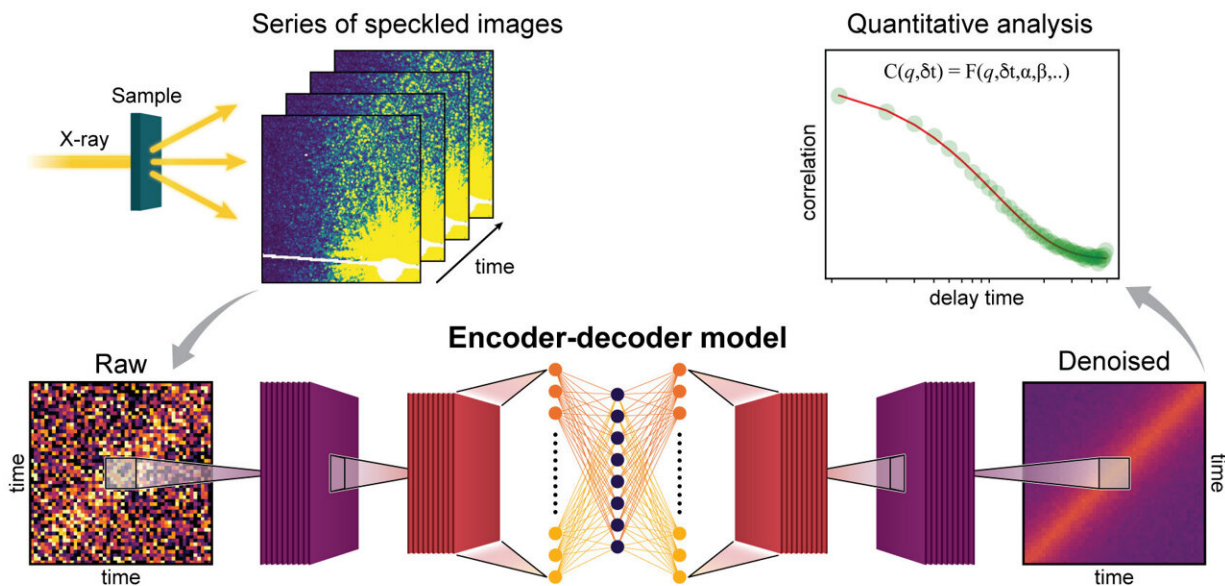 Series of speckled images
Sample
X-ray
time
Quantitative analysis
C(q,δt) = F(q,δt,α,β,..)
correlation
delay time
Encoder-decoder model
Raw
time
time
Denoised
time
time